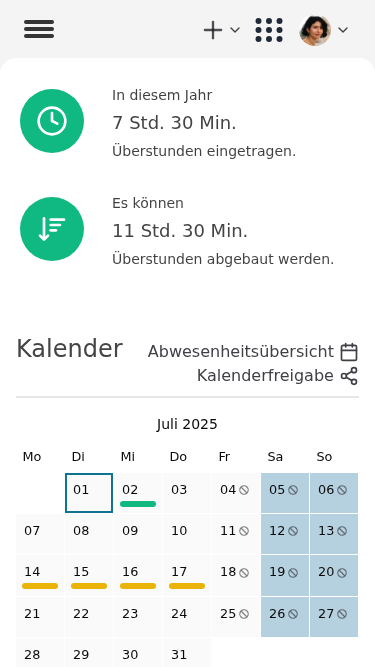 In diesem Jahr
7 Std. 30 Min.
Überstunden eingetragen.
Es können
11 Std. 30 Min.
Überstunden abgebaut werden.
Kalender
Abwesenheitsübersicht
Kalenderfreigabe
Juli 2025
Mo Di Mi Do Fr Sa So
01 02 03 04 05 06
07 08 09 10 11 12 13
14 15 16 17 18 19 20
21 22 23 24 25 26 27
28 29 30 31